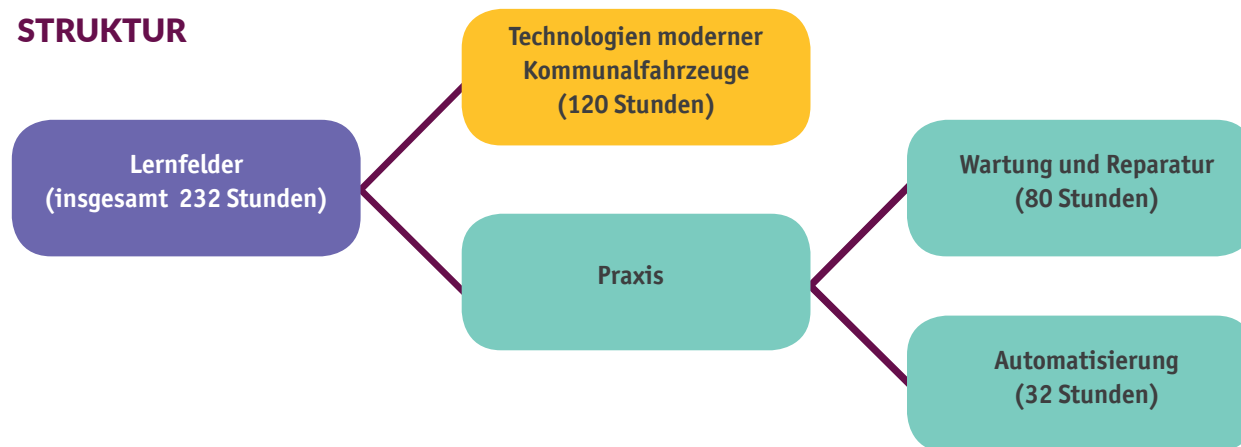 STRUKTUR
Technologien moderner
Kommunalfahrzeuge
(120 Stunden)
Lernfelder
(insgesamt 232 Stunden)
Wartung und Reparatur
(80 Stunden)
Praxis
Automatisierung
(32 Stunden)